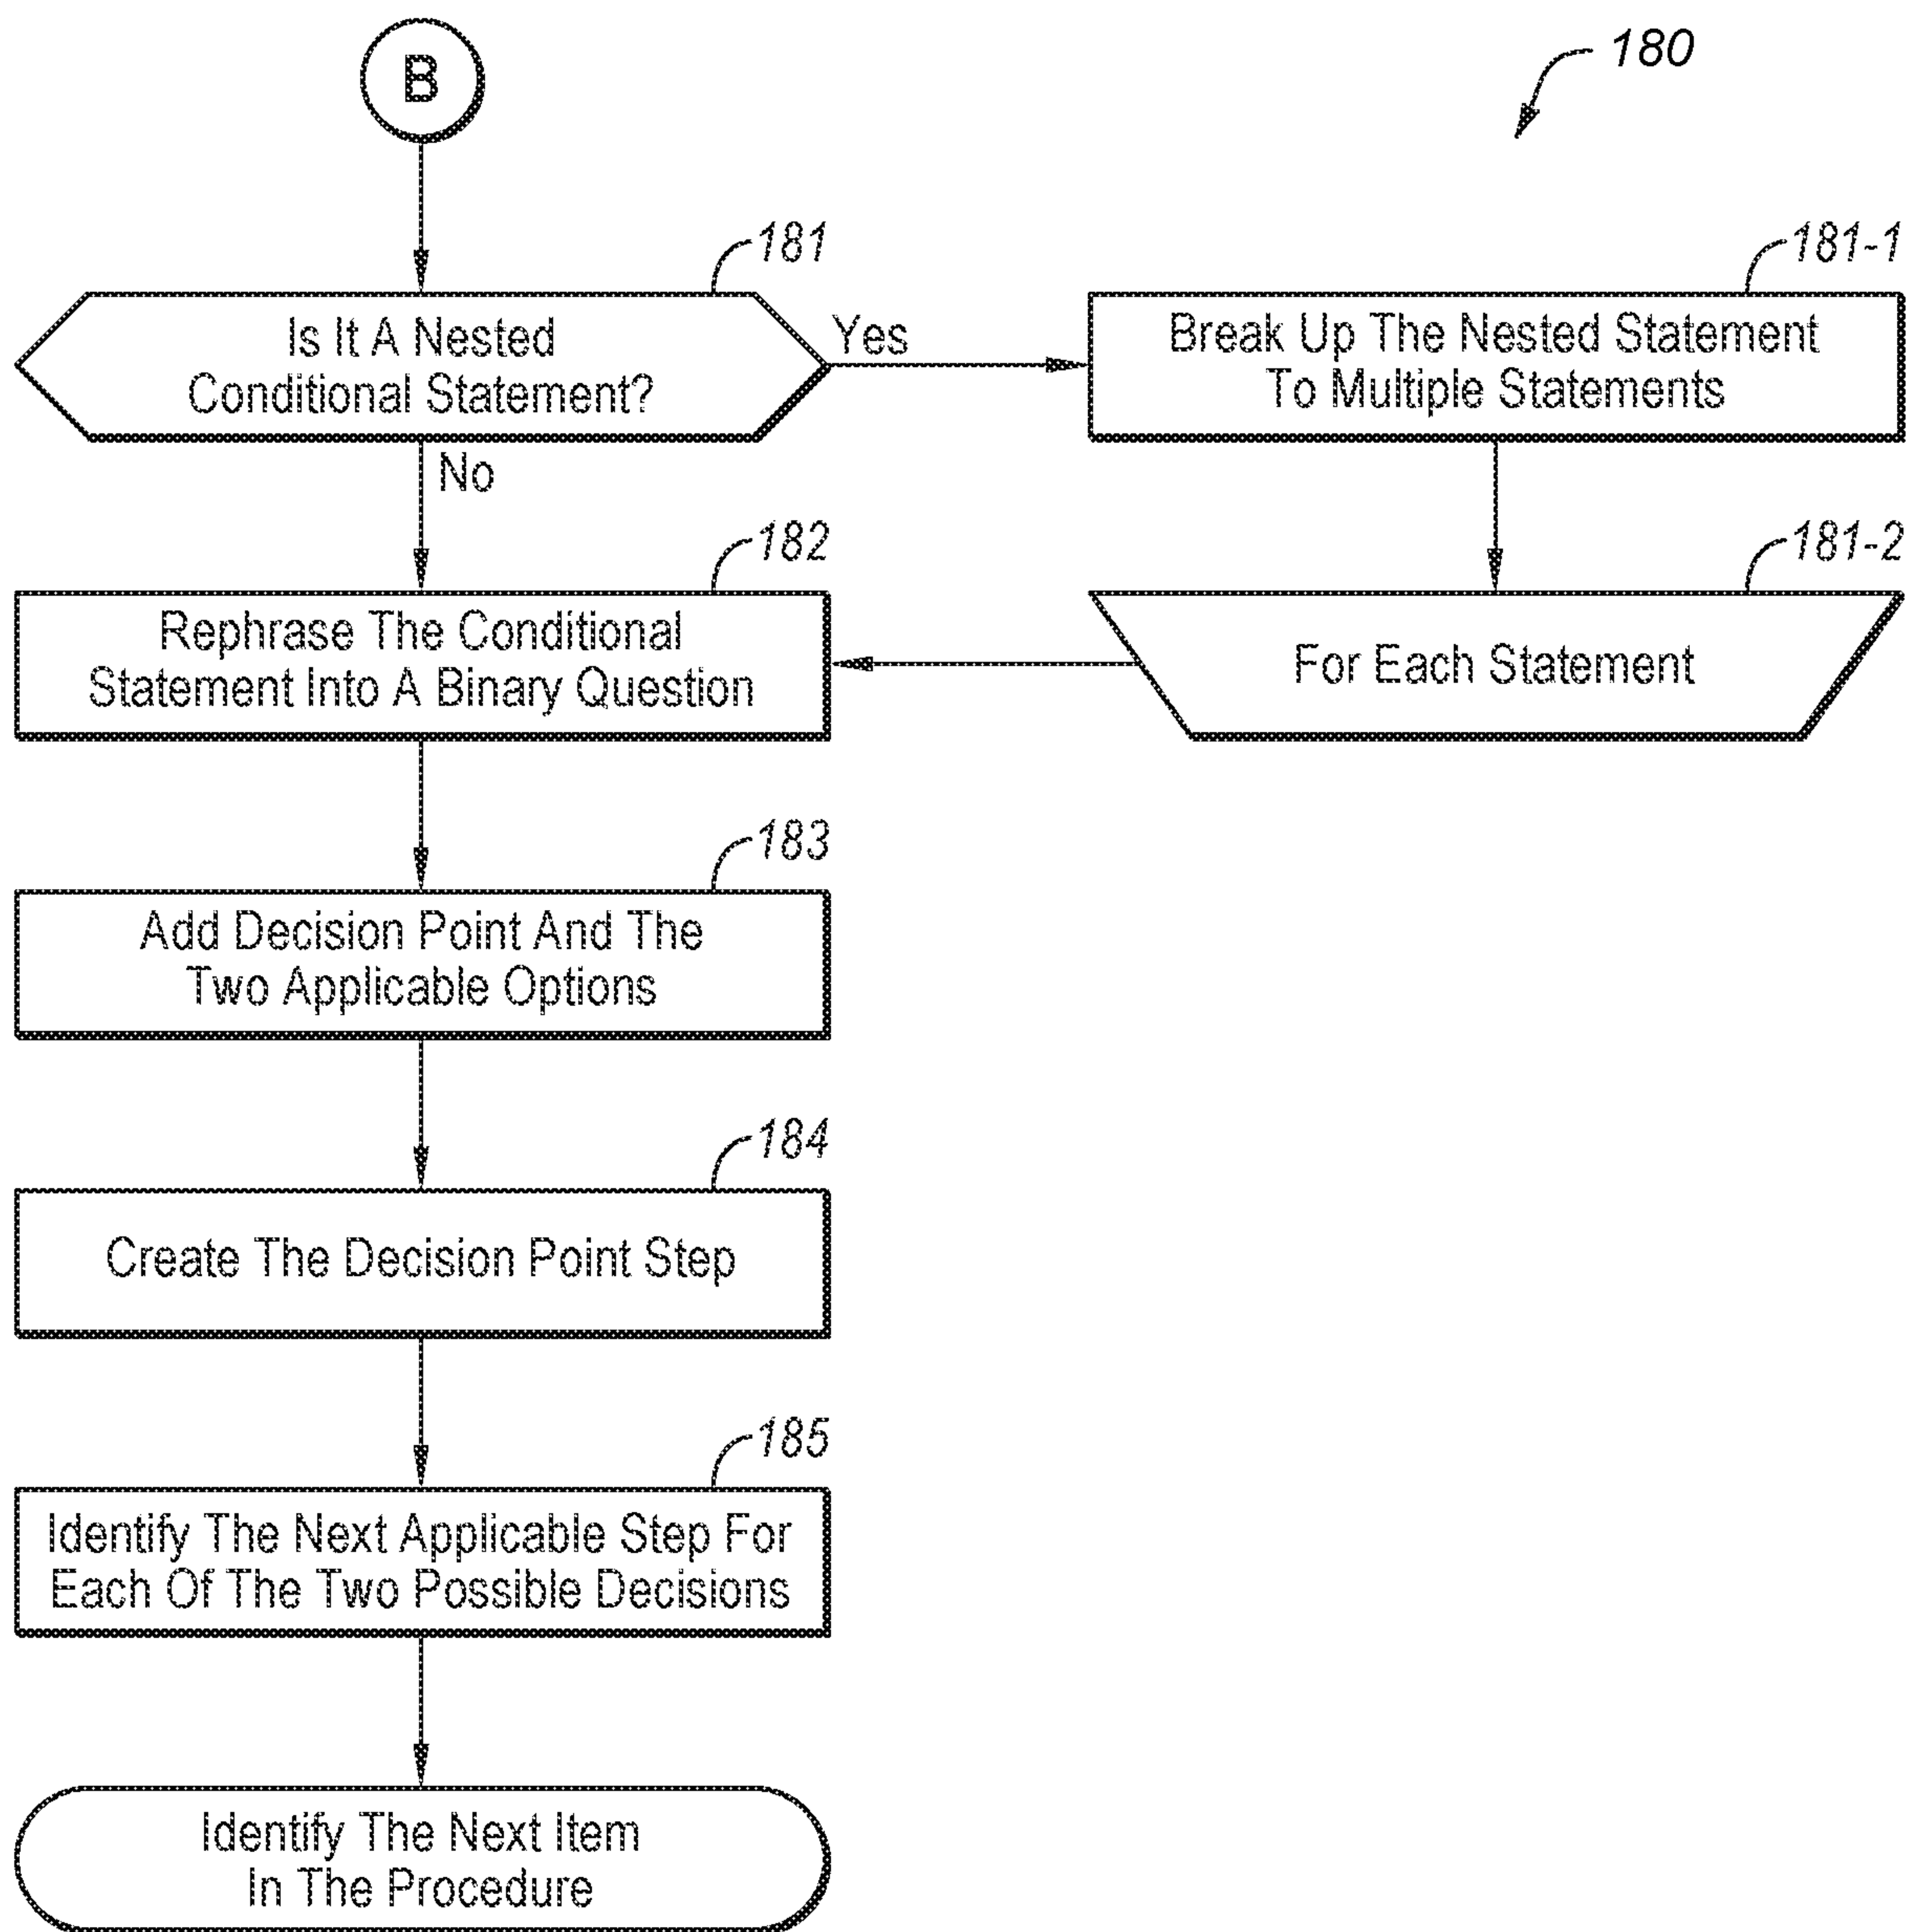 B
180
181
Is It A Nested
Conditional Statement?
Yes
181-1
Break Up The Nested Statement
To Multiple Statements
No
182
Rephrase The Conditional
Statement Into A Binary Question
181-2
For Each Statement
183
Add Decision Point And The
Two Applicable Options
184
Create The Decision Point Step
185
Identify The Next Applicable Step For
Each Of The Two Possible Decisions
Identify The Next Item
In The Procedure